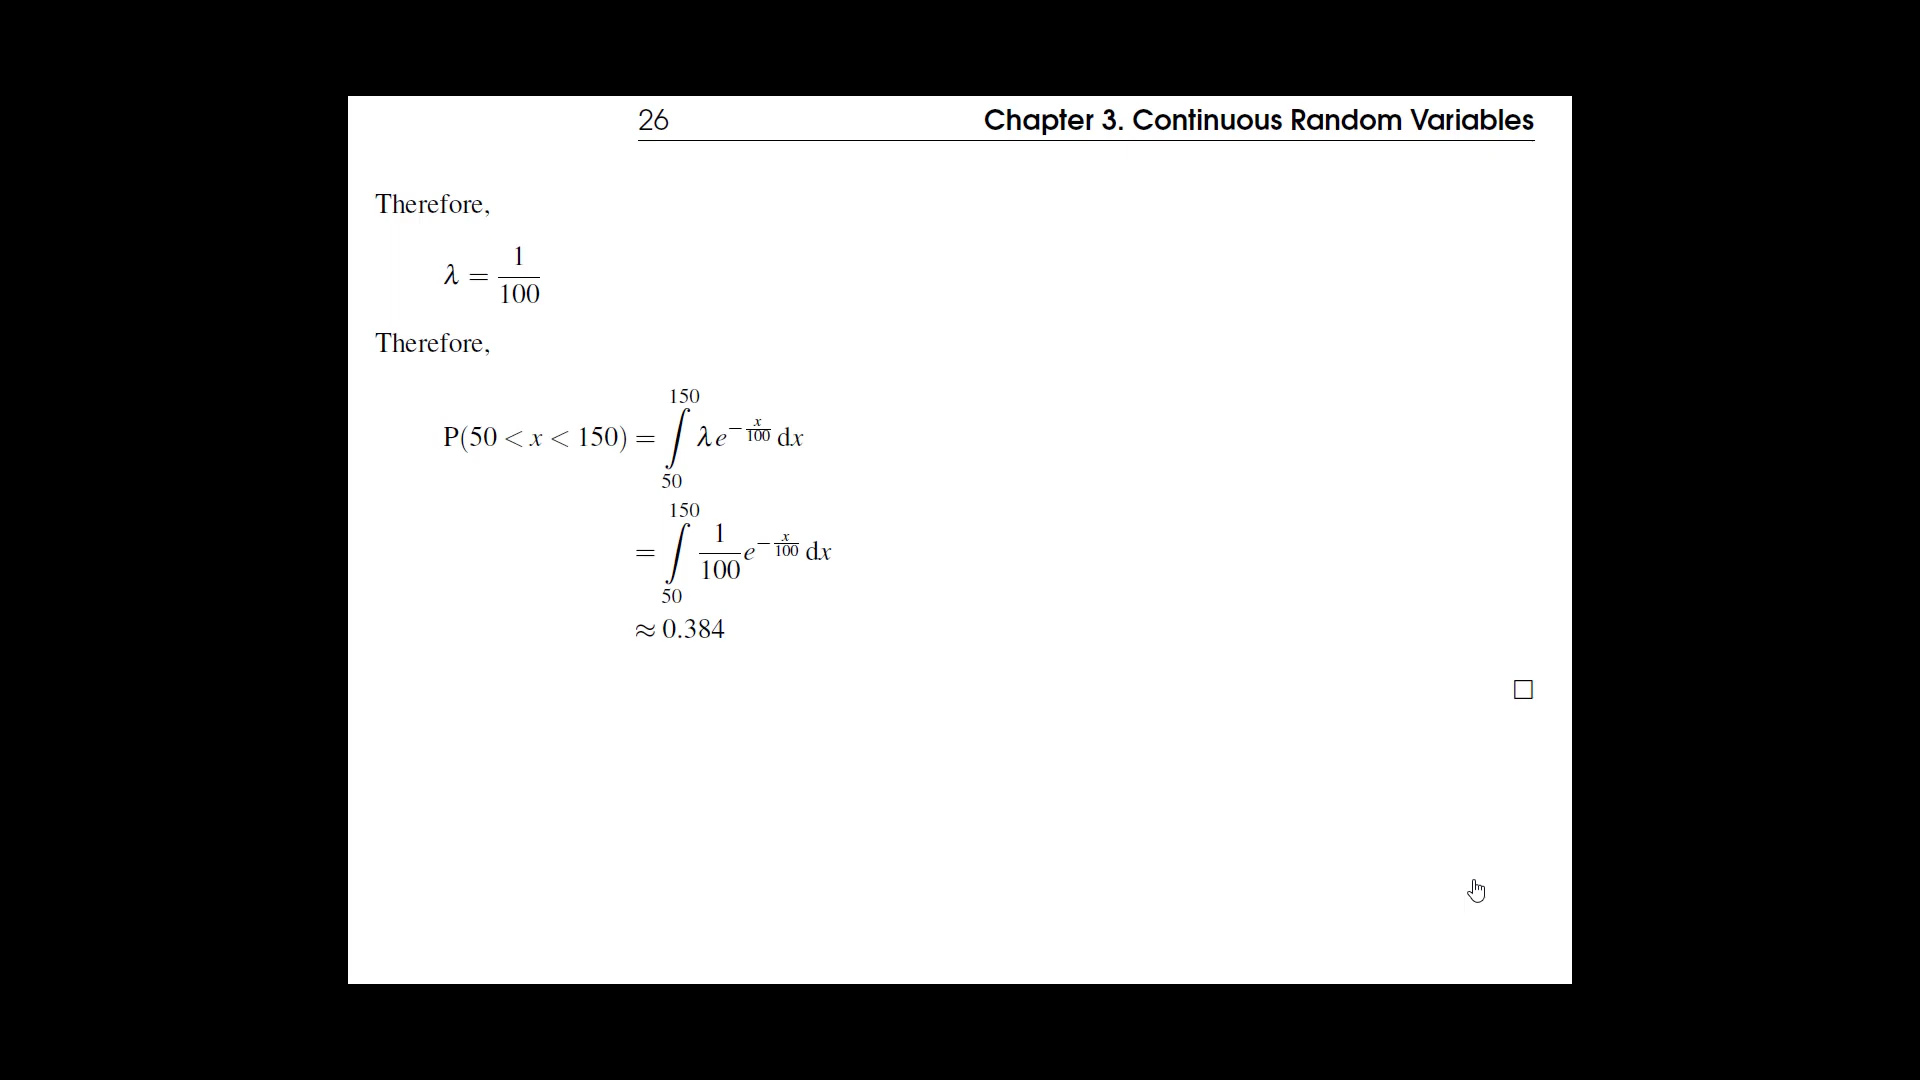 26 Chapter 3. Continuous Random Variables
Therefore,
λ = 1/100
Therefore,
P(50 < x < 150) = ∫_{50}^{150} λe^{−x/100} dx
= ∫_{50}^{150} 1/100 e^{−x/100} dx
≈ 0.384
□